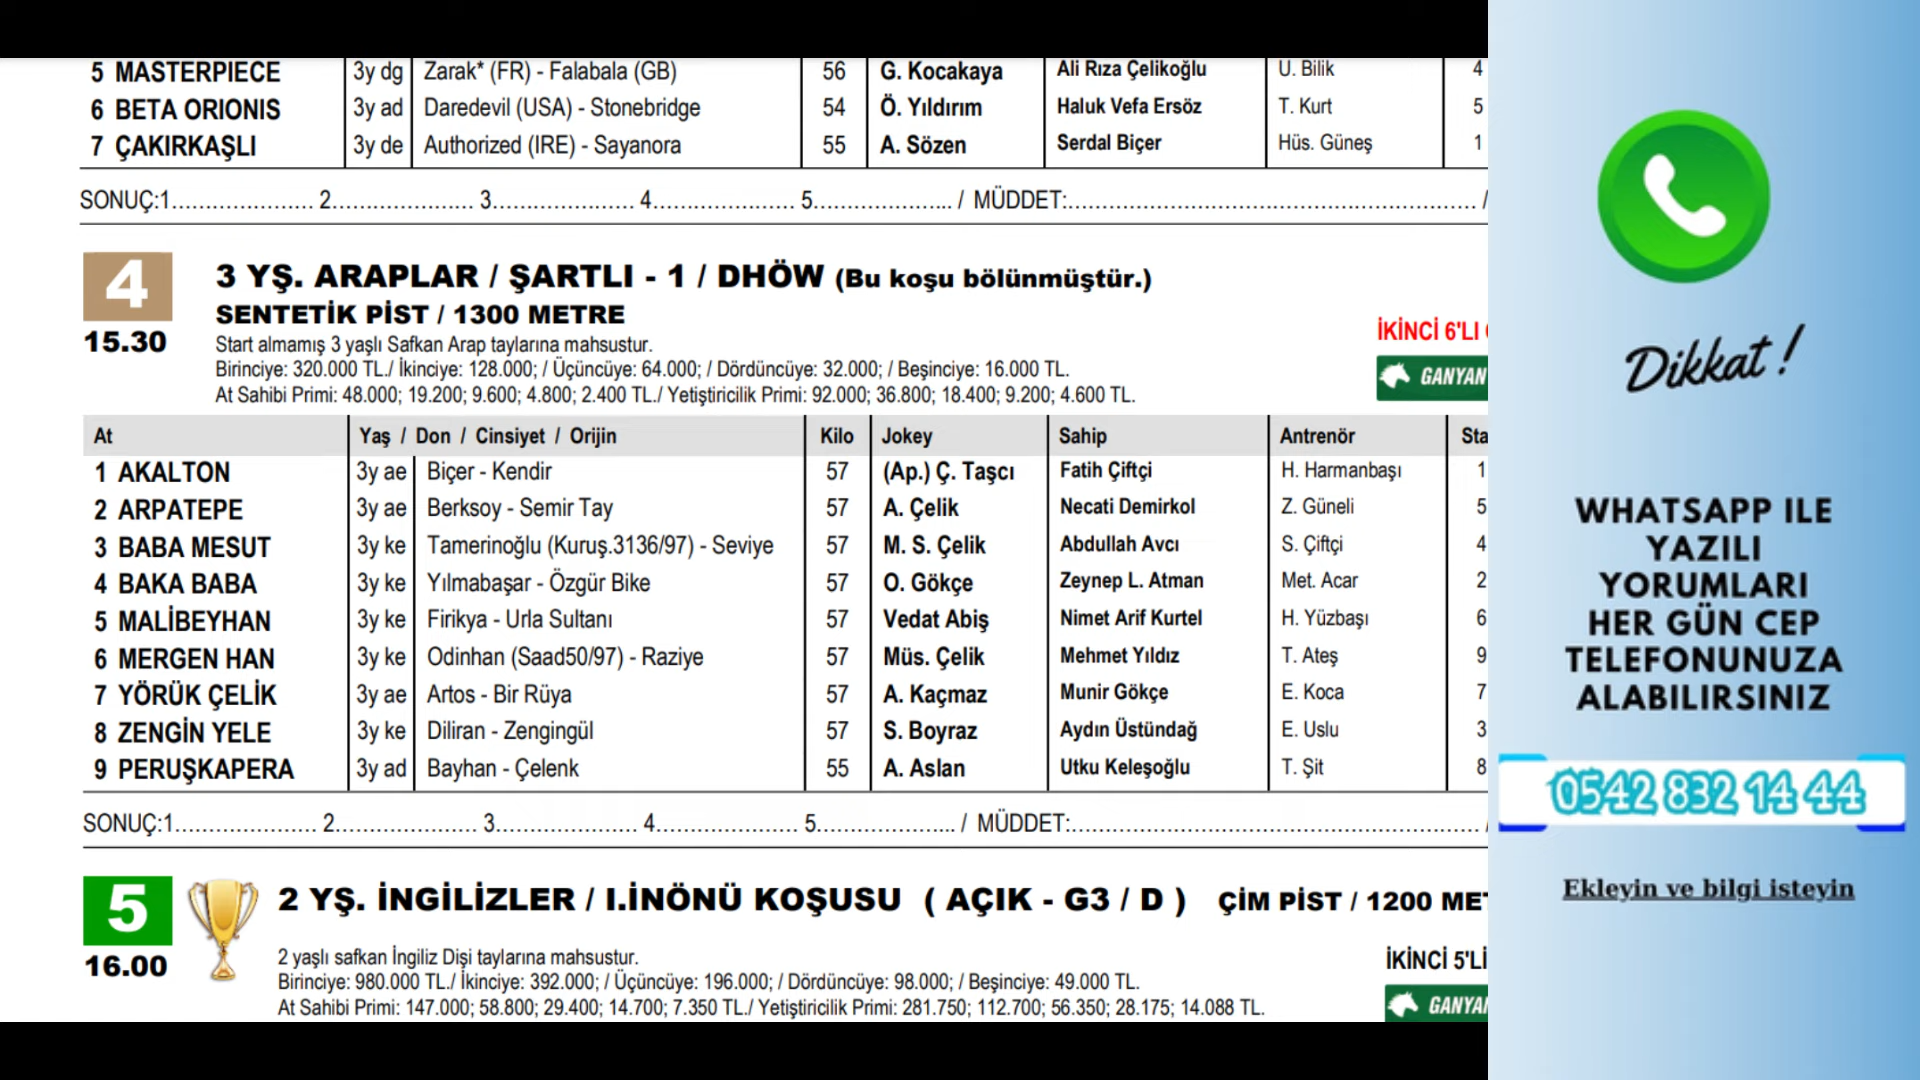 5 MASTERPIECE 3y dg Zarak* (FR) - Falabala (GB) 56 G. Kocakaya Ali Rıza Çelikoğlu U. Bilik 4
6 BETA ORIONIS 3y ad Daredevil (USA) - Stonebridge 54 Ö. Yıldırım Haluk Vefa Ersöz T. Kurt 5
7 ÇAKIRKAŞLI 3y de Authorized (IRE) - Sayanora 55 A. Sözen Serdal Biçer Hüs. Güneş 1
SONUÇ:1..................... 2..................... 3..................... 4..................... 5..................... / MÜDDET:............................................................ /
4 3 YŞ. ARAPLAR / ŞARTLI - 1 / DHÖW (Bu koşu bölünmüştür.)
SENTETİK PİST / 1300 METRE
15.30
İKİNCİ 6'LI
Start almamış 3 yaşlı Safkan Arap taylarına mahsustur.
Birinciye: 320.000 TL./ İkinciye: 128.000; / Üçüncüye: 64.000; / Dördüncüye: 32.000; / Beşinciye: 16.000 TL.
GANYAN
At Sahibi Primi: 48.000; 19.200; 9.600; 4.800; 2.400 TL./ Yetiştiricilik Primi: 92.000; 36.800; 18.400; 9.200; 4.600 TL.
At Yaş / Don / Cinsiyet / Orijin Kilo Jokey Sahip Antrenör Sta
1 AKALTON 3y ae Biçer - Kendir 57 (Ap.) Ç. Taşcı Fatih Çiftçi H. Harmanbaşı 1
2 ARPATEPE 3y ae Berksoy - Semir Tay 57 A. Çelik Necati Demirkol Z. Güneli 5
3 BABA MESUT 3y ke Tamerinoğlu (Kuruş.3136/97) - Seviye 57 M. S. Çelik Abdullah Avcı S. Çiftçi 4
4 BAKA BABA 3y ke Yılmabaşar - Özgür Bike 57 O. Gökçe Zeynep L. Atman Met. Acar 2
5 MALİBEYHAN 3y ke Firikya - Urla Sultanı 57 Vedat Abiş Nimet Arif Kurtel H. Yüzbaşı 6
6 MERGEN HAN 3y ke Odinhan (Saad50/97) - Raziye 57 Müs. Çelik Mehmet Yıldız T. Ateş 9
7 YÖRÜK ÇELİK 3y ae Artos - Bir Rüya 57 A. Kaçmaz Munir Gökçe E. Koca 7
8 ZENGİN YELE 3y ke Diliran - Zengingül 57 S. Boyraz Aydın Üstündağ E. Uslu 3
9 PERUŞKAPERA 3y ad Bayhan - Çelenk 55 A. Aslan Utku Keleşoğlu T. Şit 8
SONUÇ:1..................... 2..................... 3..................... 4..................... 5..................... / MÜDDET:............................................................ /
5 2 YŞ. İNGİLİZLER / I.İNÖNÜ KOŞUSU ( AÇIK - G3 / D ) ÇİM PİST / 1200 MET
16.00
2 yaşlı safkan İngiliz Dişi taylarına mahsustur.
İKİNCİ 5'Lİ
Birinciye: 980.000 TL./ İkinciye: 392.000; / Üçüncüye: 196.000; / Dördüncüye: 98.000; / Beşinciye: 49.000 TL.
At Sahibi Primi: 147.000; 58.800; 29.400; 14.700; 7.350 TL./ Yetiştiricilik Primi: 281.750; 112.700; 56.350; 28.175; 14.088 TL.
GANYAN
Dikkat !
WHATSAPP ILE
YAZILI
YORUMLARI
HER GÜN CEP
TELEFONUNUZA
ALABILIRSINIZ
0542 832 14 44
Ekleyin ve bilgi isteyin